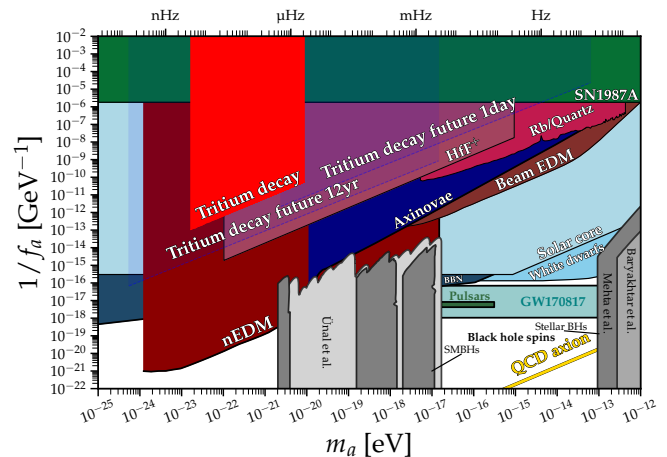 nHz μHz mHz Hz
10⁻²
10⁻³
10⁻⁴
10⁻⁵
10⁻⁶
10⁻⁷
10⁻⁸
10⁻⁹
10⁻¹⁰
10⁻¹¹
10⁻¹²
10⁻¹³
10⁻¹⁴
10⁻¹⁵
10⁻¹⁶
10⁻¹⁷
10⁻¹⁸
10⁻¹⁹
10⁻²⁰
10⁻²¹
10⁻²²
1/fₐ [GeV⁻¹]
SN1987A
Rb/Quartz
Tritium decay future 1day
HfF⁺
Beam EDM
Tritium decay
Tritium decay future 12yr
Axinovae
Solar core
White dwarfs
BBN
Pulsars
GW170817
nEDM
Ünal et al.
Mehta et al.
Baryakhtar et al.
Stellar BHs
Black hole spins
SMBHs
QCD axion
10⁻²⁵ 10⁻²⁴ 10⁻²³ 10⁻²² 10⁻²¹ 10⁻²⁰ 10⁻¹⁹ 10⁻¹⁸ 10⁻¹⁷ 10⁻¹⁶ 10⁻¹⁵ 10⁻¹⁴ 10⁻¹³ 10⁻¹²
mₐ [eV]